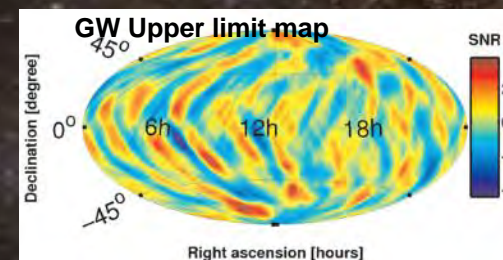 GW Upper limit map
SNR
45°
0°
6h 12h 18h
−45°
Declination [degree]
Right ascension [hours]